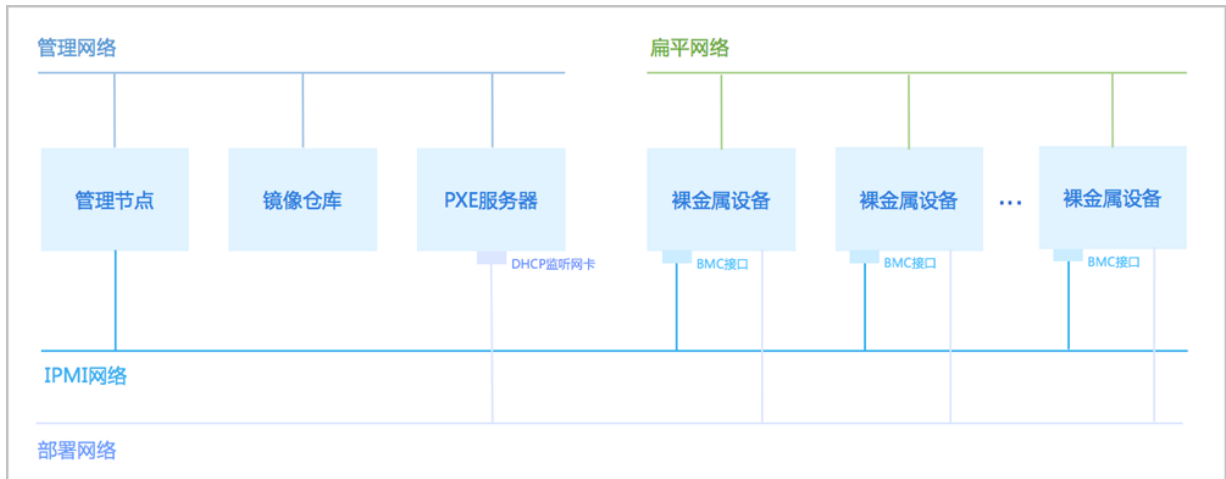 管理网络
扁平网络
管理节点
镜像仓库
PXE服务器
裸金属设备
裸金属设备
...
裸金属设备
DHCP监听网卡
BMC接口
BMC接口
BMC接口
IPMI网络
部署网络